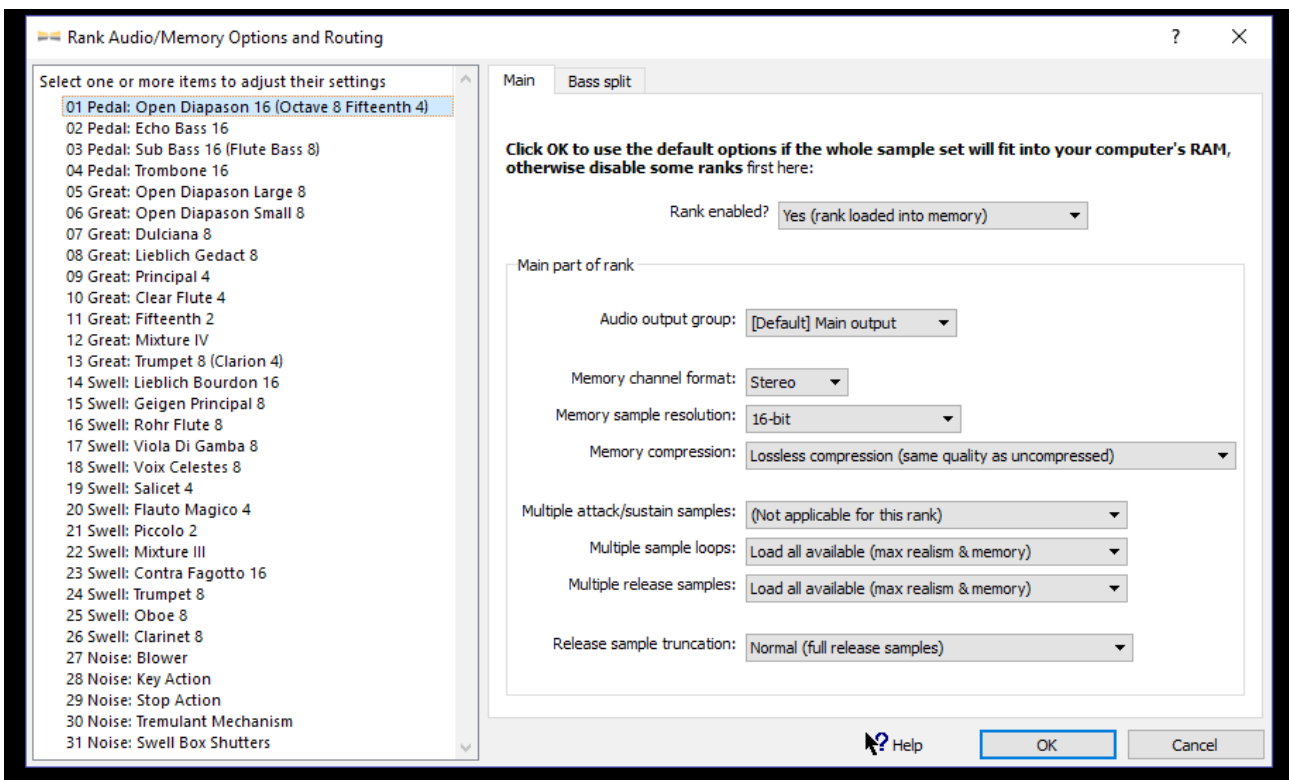 Rank Audio/Memory Options and Routing
?
Select one or more items to adjust their settings
01 Pedal: Open Diapason 16 (Octave 8 Fifteenth 4)
02 Pedal: Echo Bass 16
03 Pedal: Sub Bass 16 (Flute Bass 8)
04 Pedal: Trombone 16
05 Great: Open Diapason Large 8
06 Great: Open Diapason Small 8
07 Great: Dulciana 8
08 Great: Lieblich Gedact 8
09 Great: Principal 4
10 Great: Clear Flute 4
11 Great: Fifteenth 2
12 Great: Mixture IV
13 Great: Trumpet 8 (Clarion 4)
14 Swell: Lieblich Bourdon 16
15 Swell: Geigen Principal 8
16 Swell: Rohr Flute 8
17 Swell: Viola Di Gamba 8
18 Swell: Voix Celestes 8
19 Swell: Salicet 4
20 Swell: Flauto Magico 4
21 Swell: Piccolo 2
22 Swell: Mixture III
23 Swell: Contra Fagotto 16
24 Swell: Trumpet 8
25 Swell: Oboe 8
26 Swell: Clarinet 8
27 Noise: Blower
28 Noise: Key Action
29 Noise: Stop Action
30 Noise: Tremulant Mechanism
31 Noise: Swell Box Shutters
Main Bass split
Click OK to use the default options if the whole sample set will fit into your computer's RAM,
otherwise disable some ranks first here:
Rank enabled? Yes (rank loaded into memory)
Main part of rank
Audio output group: [Default] Main output
Memory channel format: Stereo
Memory sample resolution: 16-bit
Memory compression: Lossless compression (same quality as uncompressed)
Multiple attack/sustain samples: (Not applicable for this rank)
Multiple sample loops: Load all available (max realism & memory)
Multiple release samples: Load all available (max realism & memory)
Release sample truncation: Normal (full release samples)
? Help OK Cancel